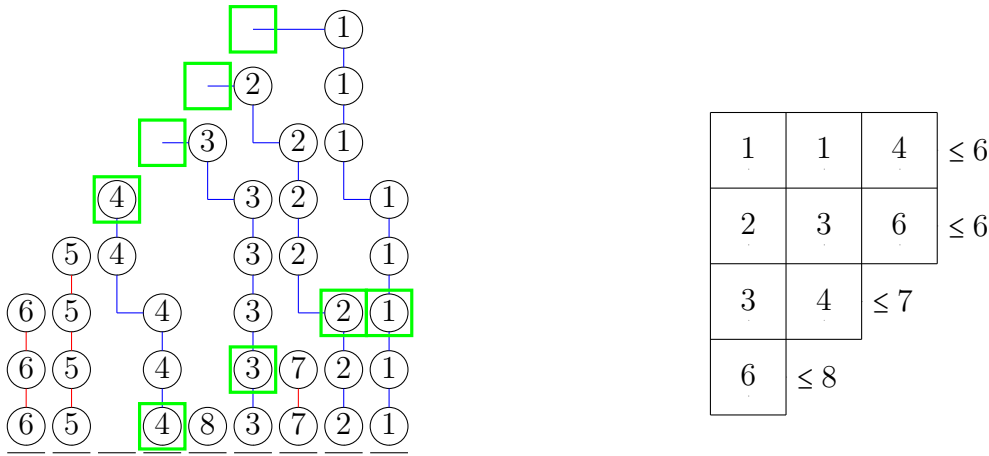 1
2 1
3 2 1
4 3 2 1
5 4 3 2 1
6 5 4 3 2 1
6 5 4 3 7 2 1
6 5 4 8 3 7 2 1
1 1 4 ≤ 6
2 3 6 ≤ 6
3 4 ≤ 7
6 ≤ 8